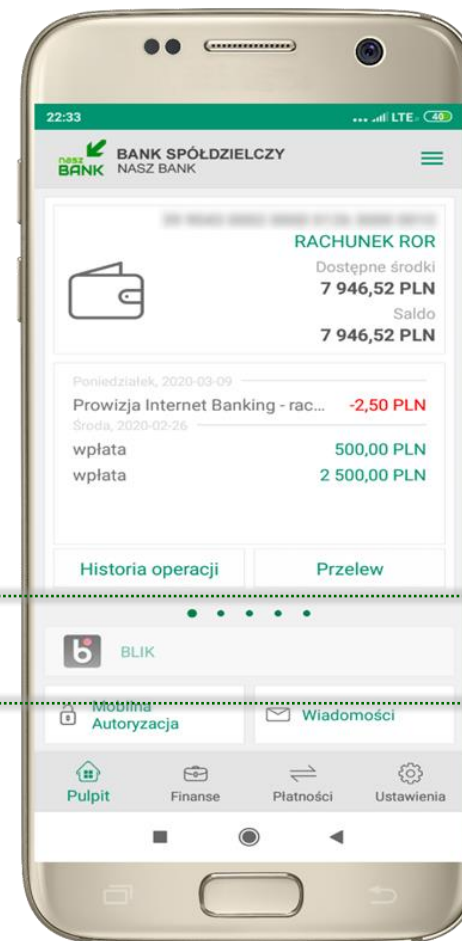 22:33 LTE 40
nasz BANK BANK SPÓŁDZIELCZY
NASZ BANK
RACHUNEK ROR
Dostępne środki
7 946,52 PLN
Saldo
7 946,52 PLN
Poniedziałek, 2020-03-09
Prowizja Internet Banking - rac... -2,50 PLN
Środa, 2020-02-26
wpłata 500,00 PLN
wpłata 2 500,00 PLN
Historia operacji Przelew
b BLIK
Mobilna
Autoryzacja Wiadomości
Pulpit Finanse Płatności Ustawienia